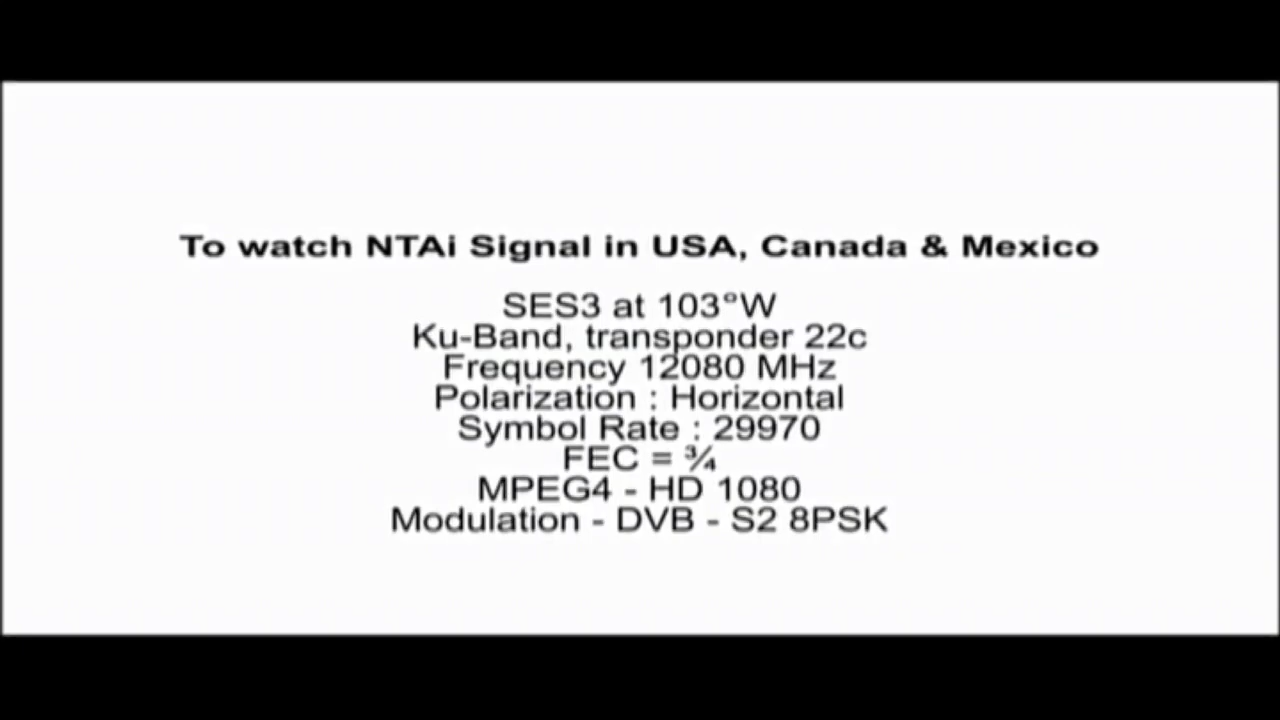 To watch NTAi Signal in USA, Canada & Mexico
SES3 at 103°W
Ku-Band, transponder 22c
Frequency 12080 MHz
Polarization : Horizontal
Symbol Rate : 29970
FEC = ¾
MPEG4 - HD 1080
Modulation - DVB - S2 8PSK